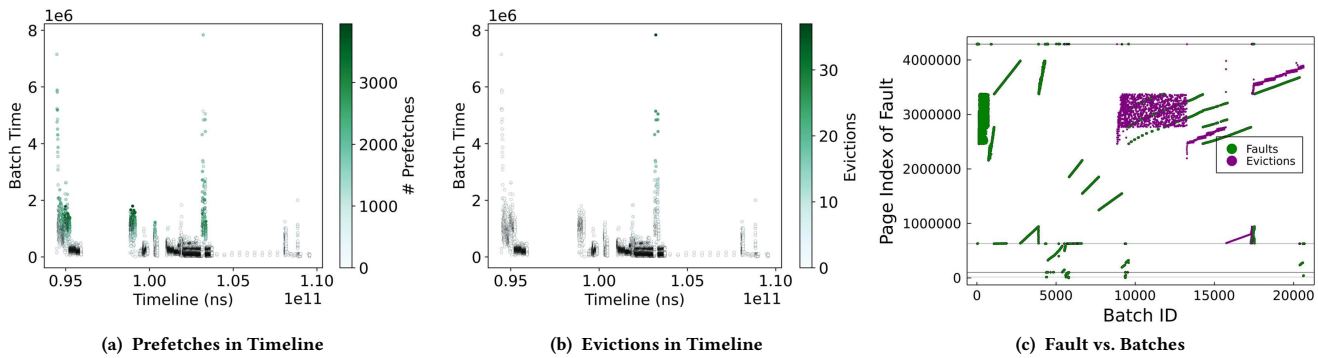 1e6
8
6
4
2
0
Batch Time
0.95
1.00
1.05
1.10
Timeline (ns)
1e11
3000
2000
1000
0
# Prefetches
(a) Prefetches in Timeline
1e6
8
6
4
2
0
Batch Time
0.95
1.00
1.05
1.10
Timeline (ns)
1e11
30
20
10
0
Evictions
(b) Evictions in Timeline
4000000
3000000
2000000
1000000
0
Page Index of Fault
Faults
Evictions
0
5000
10000
15000
20000
Batch ID
(c) Fault vs. Batches